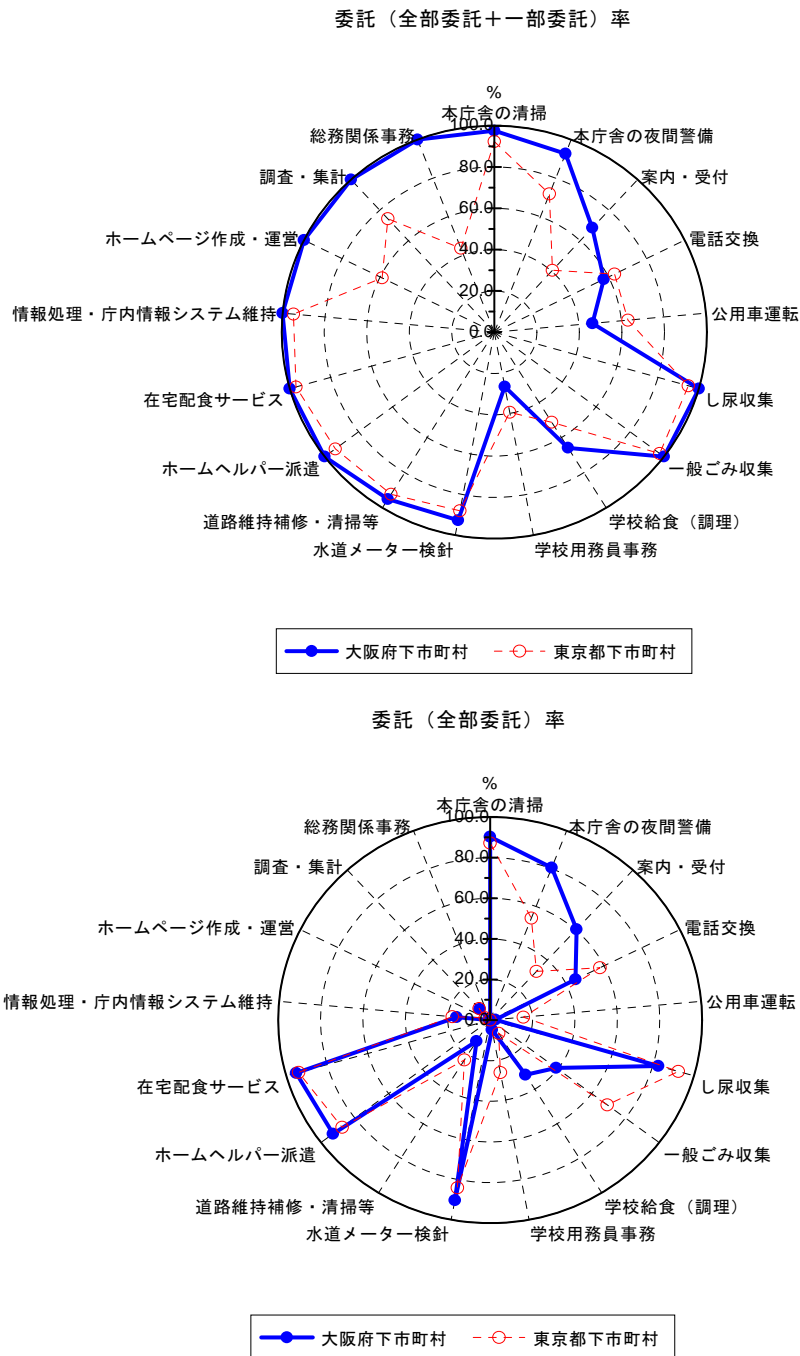 委託（全部委託＋一部委託）率
%
本庁舎の清掃
本庁舎の夜間警備
案内・受付
電話交換
公用車運転
し尿収集
一般ごみ収集
学校給食（調理）
学校用務員事務
水道メーター検針
道路維持補修・清掃等
ホームヘルパー派遣
在宅配食サービス
情報処理・庁内情報システム維持
ホームページ作成・運営
調査・集計
総務関係事務
100.0
80.0
60.0
40.0
20.0
0.0
大阪府下市町村 東京都下市町村
委託（全部委託）率
%
本庁舎の清掃
本庁舎の夜間警備
案内・受付
電話交換
公用車運転
し尿収集
一般ごみ収集
学校給食（調理）
学校用務員事務
水道メーター検針
道路維持補修・清掃等
ホームヘルパー派遣
在宅配食サービス
情報処理・庁内情報システム維持
ホームページ作成・運営
調査・集計
総務関係事務
100.0
80.0
60.0
40.0
20.0
0.0
大阪府下市町村 東京都下市町村